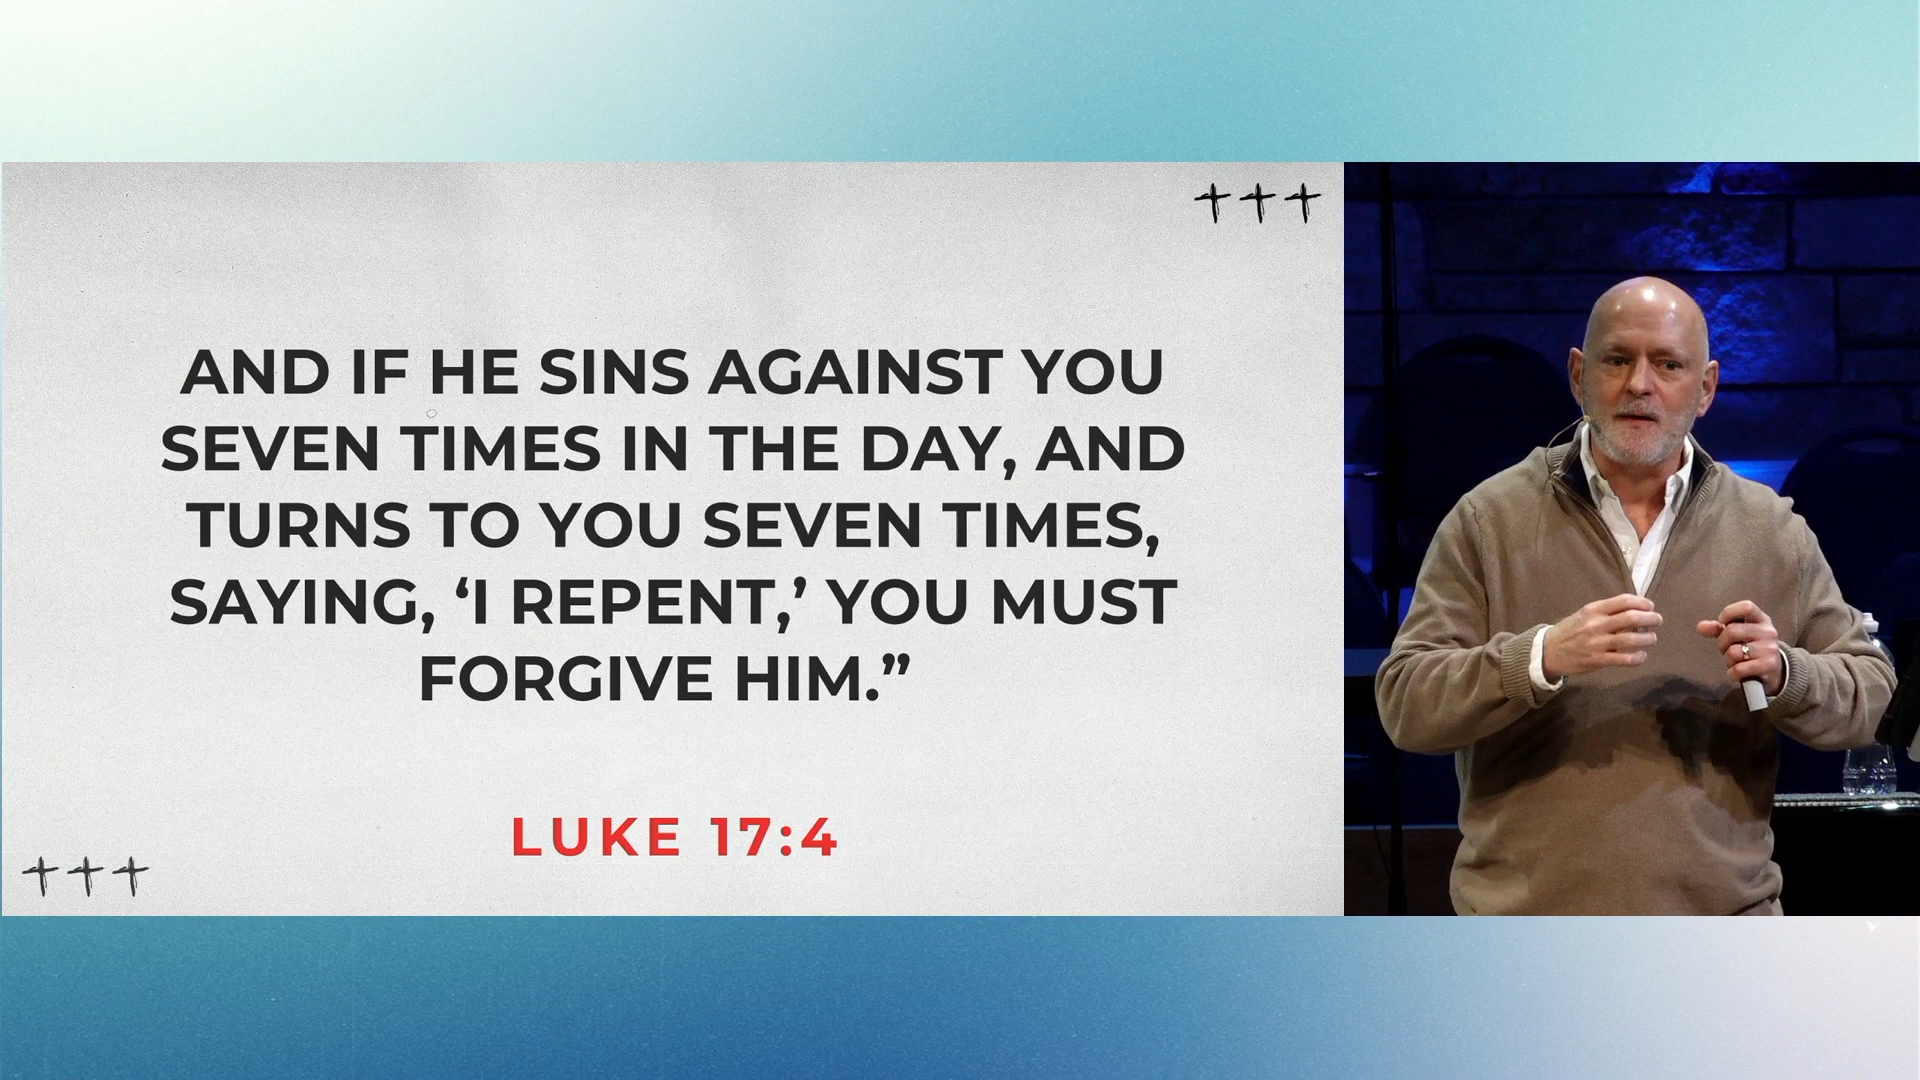 AND IF HE SINS AGAINST YOU
SEVEN TIMES IN THE DAY, AND
TURNS TO YOU SEVEN TIMES,
SAYING, ‘I REPENT,’ YOU MUST
FORGIVE HIM.”
LUKE 17:4